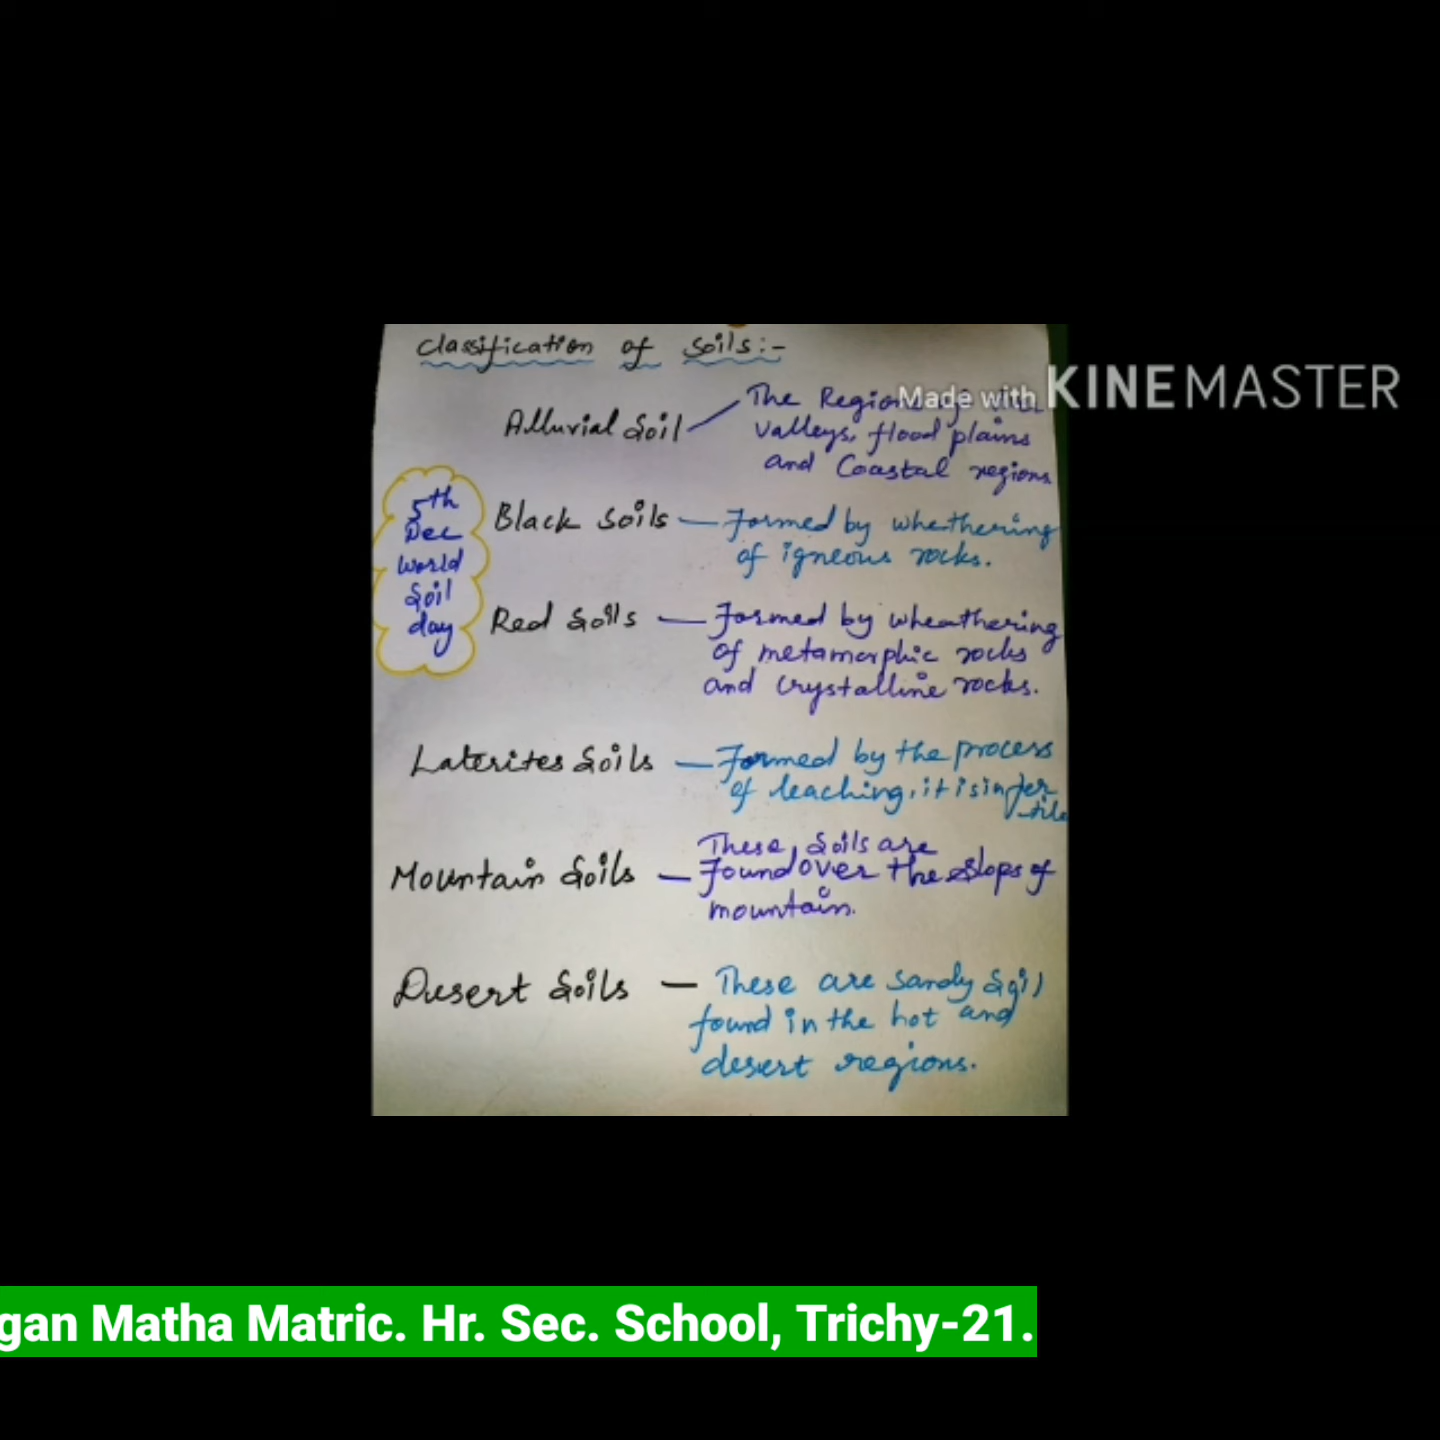 Classification of Soils:-
Made with KINEMASTER
The Regions
Alluvial Soil
valleys, flood plains
and Coastal regions
5th
Dec
World
Soil
day
Black Soils — Formed by wheathering
of igneous rocks.
Red Soils — Formed by wheathering
of metamorphic rocks
and Crystalline rocks.
Laterites Soils — Formed by the process
of leaching, it is infer
-tile
These, Soils are
Mountain Soils — Found over the slops of
mountain.
Desert Soils — These are sandy Soil
found in the hot and
desert regions.
gan Matha Matric. Hr. Sec. School, Trichy-21.